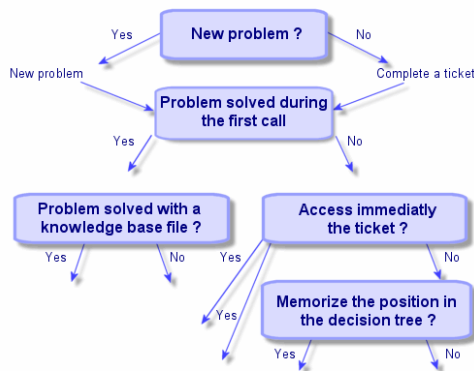 New problem ?
Yes
No
New problem
Complete a ticket
Problem solved during
the first call
Yes
No
Problem solved with a
knowledge base file ?
Access immediatly
the ticket ?
Yes
No
Yes
No
Yes
Memorize the position in
the decision tree ?
Yes
No